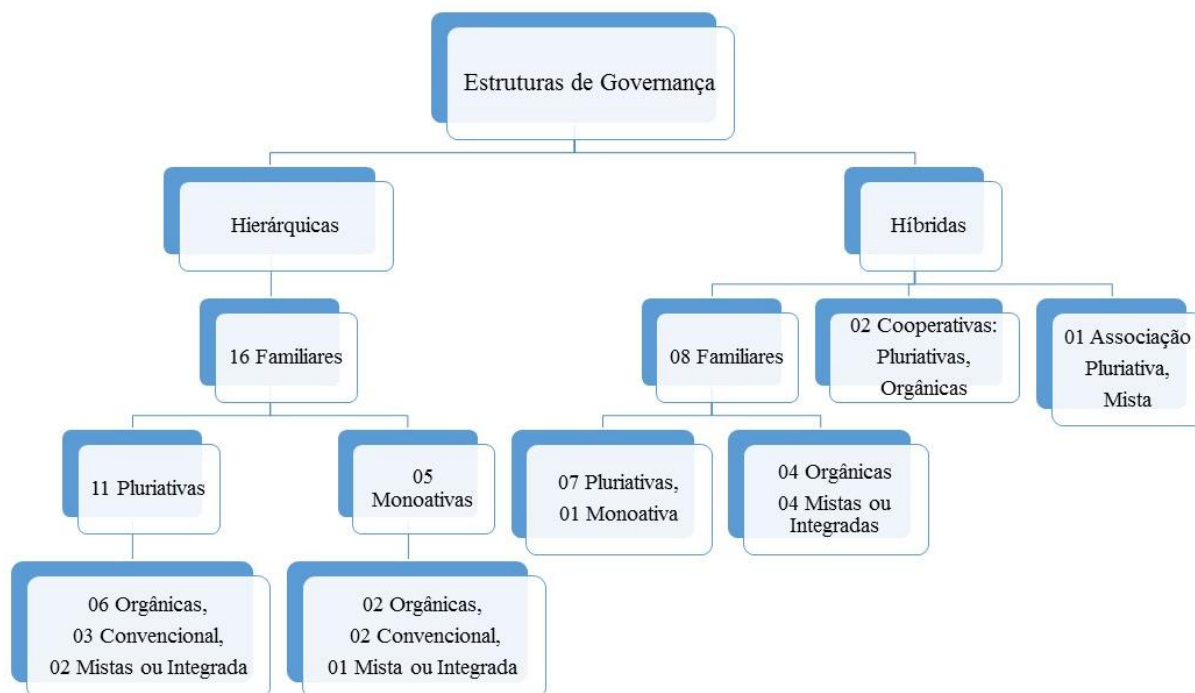 Estruturas de Governança
Hierárquicas
Híbridas
16 Familiares
08 Familiares
02 Cooperativas:
Pluriativas,
Orgânicas
01 Associação
Pluriativa,
Mista
11 Pluriativas
05
Monoativas
07 Pluriativas,
01 Monoativa
04 Orgânicas
04 Mistas ou
Integradas
06 Orgânicas,
03 Convencional,
02 Mistas ou Integrada
02 Orgânicas,
02 Convencional,
01 Mista ou Integrada